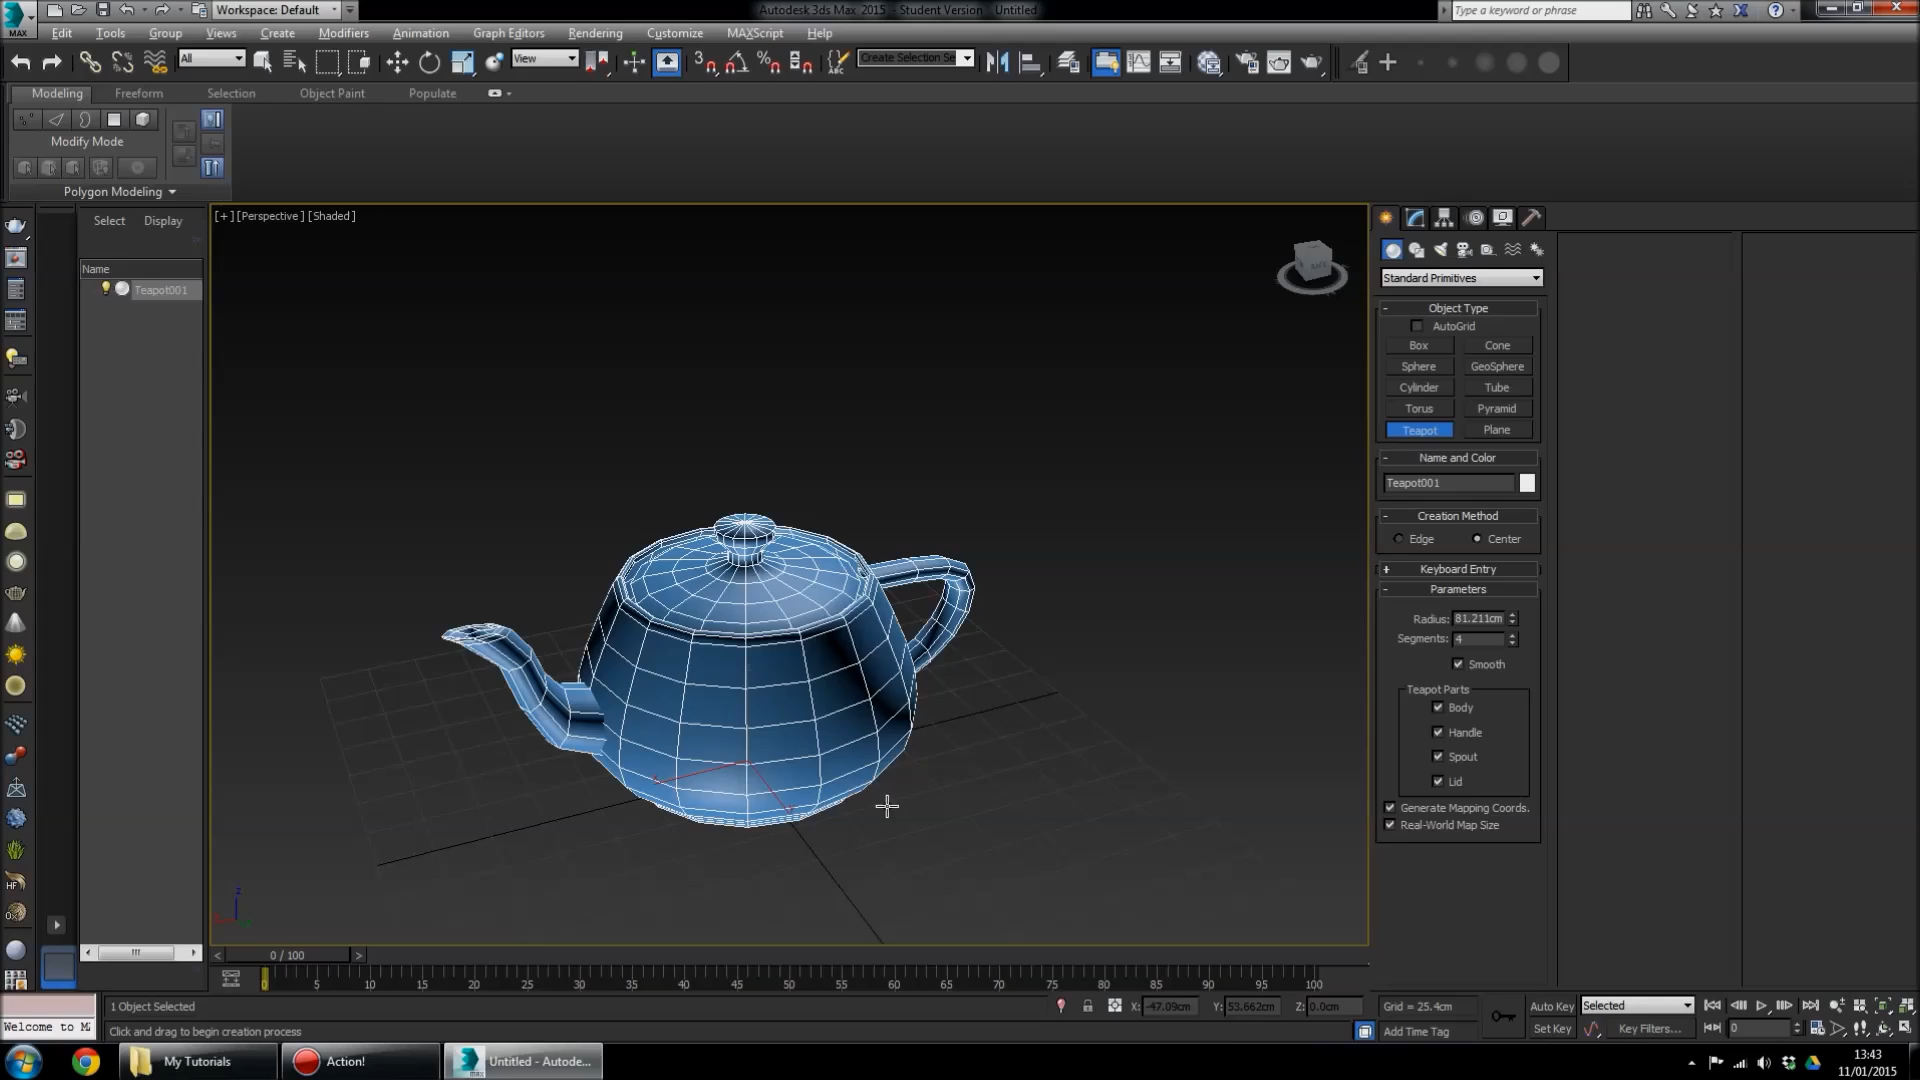 Workspace: Default
Autodesk 3ds Max 2015 - Student Version - Untitled
Type a keyword or phrase
MAX
Edit Tools Group Views Create Modifiers Animation Graph Editors Rendering Customize MAXScript Help
All
View
3
Create Selection Se
ABC
Modeling Freeform Selection Object Paint Populate
Modify Mode
Polygon Modeling
Select Display
Name
Teapot001
[+] [Perspective] [Shaded]
Standard Primitives
- Object Type
AutoGrid
Box Cone
Sphere GeoSphere
Cylinder Tube
Torus Pyramid
Teapot Plane
- Name and Color
Teapot001
- Creation Method
Edge Center
+ Keyboard Entry
- Parameters
Radius: 81.211cm
Segments: 4
Smooth
Teapot Parts
Body
Handle
Spout
Lid
Generate Mapping Coords.
Real-World Map Size
HF
z
< 0 / 100 >
0 5 10 15 20 25 30 35 40 45 50 55 60 65 70 75 80 85 90 95 100
1 Object Selected
X: -47.09cm Y: 53.662cm Z: 0.0cm
Grid = 25.4cm
Auto Key Selected
Welcome to M
Click and drag to begin creation process
Add Time Tag
Set Key Key Filters...
0
My Tutorials
Action!
Untitled - Autode...
13:43
11/01/2015